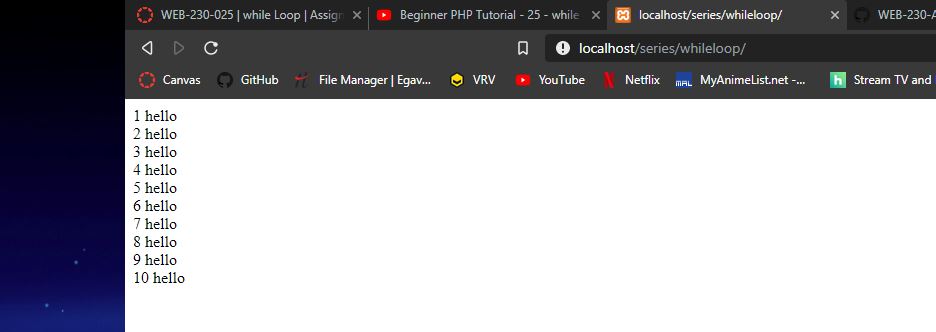 WEB-230-025 | while Loop | Assign
Beginner PHP Tutorial - 25 - while
localhost/series/whileloop/
WEB-230-A
localhost/series/whileloop/
Canvas
GitHub
File Manager | Egav...
VRV
YouTube
Netflix
MAL
MyAnimeList.net -...
h
Stream TV and
1 hello
2 hello
3 hello
4 hello
5 hello
6 hello
7 hello
8 hello
9 hello
10 hello